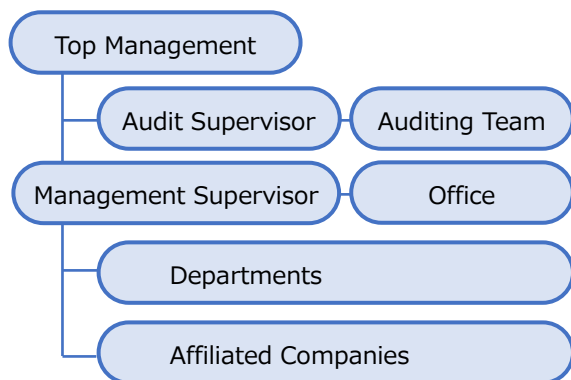 Top Management
Audit Supervisor
Auditing Team
Management Supervisor
Office
Departments
Affiliated Companies